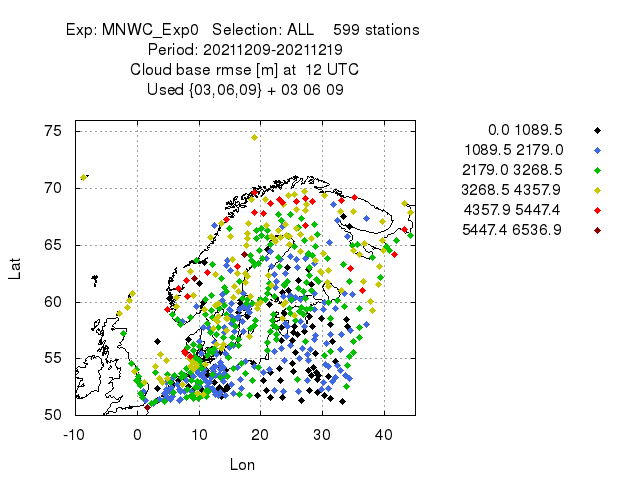 Exp: MNWC_Exp0   Selection: ALL    599 stations
Period: 20211209-20211219
Cloud base rmse [m] at  12 UTC
Used {03,06,09} + 03 06 09
0.0 1089.5
1089.5 2179.0
2179.0 3268.5
3268.5 4357.9
4357.9 5447.4
5447.4 6536.9
75
70
65
60
55
50
Lat
-10 0 10 20 30 40
Lon